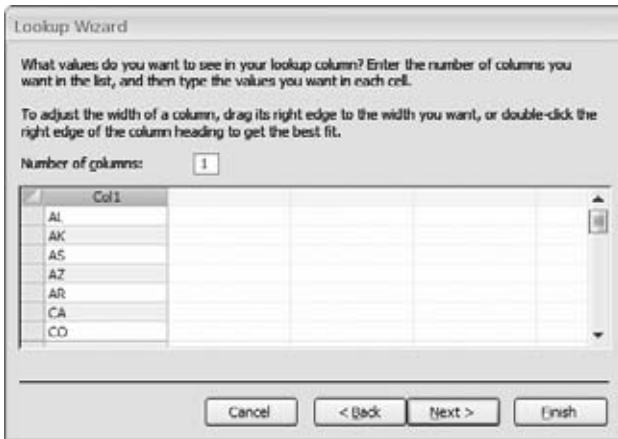 Lookup Wizard
What values do you want to see in your lookup column? Enter the number of columns you
want in the list, and then type the values you want in each cell.
To adjust the width of a column, drag its right edge to the width you want, or double-click the
right edge of the column heading to get the best fit.
Number of columns: 1
Col1
AL
AK
AS
AZ
AR
CA
CO
Cancel < Back Next > Finish